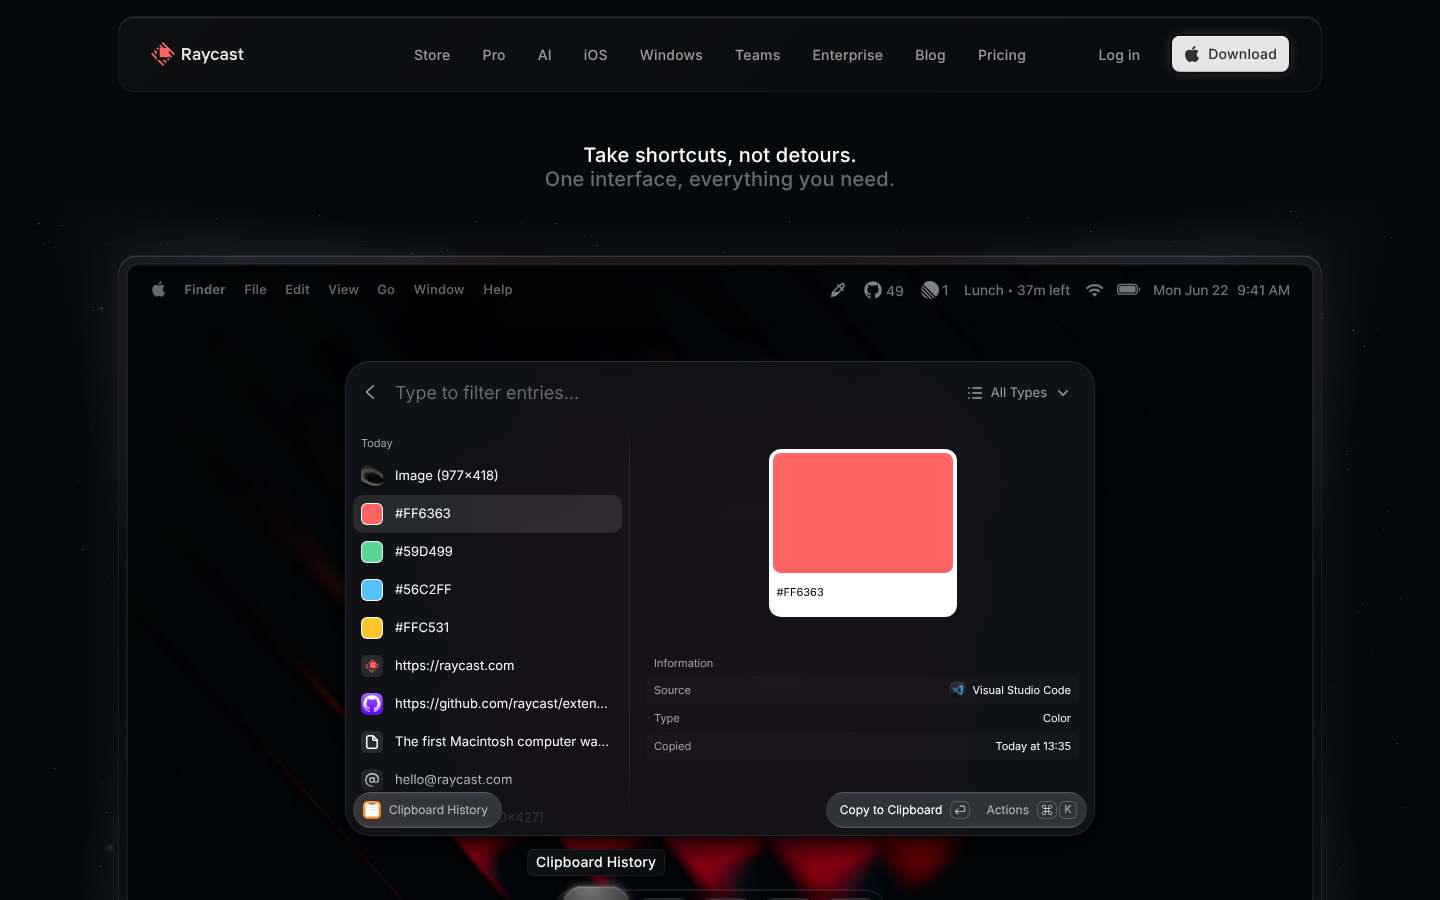 Raycast
Store Pro AI iOS Windows Teams Enterprise Blog Pricing
Log in Download
Take shortcuts, not detours.
One interface, everything you need.
Finder File Edit View Go Window Help
49 1 Lunch • 37m left Mon Jun 22 9:41 AM
Type to filter entries...
All Types
Today
Image (977×418)
#FF6363
#59D499
#56C2FF
#FFC531
https://raycast.com
https://github.com/raycast/exten...
The first Macintosh computer wa...
hello@raycast.com
#FF6363
Information
Source Visual Studio Code
Type Color
Copied Today at 13:35
Clipboard History
Copy to Clipboard Actions ⌘ K
Clipboard History